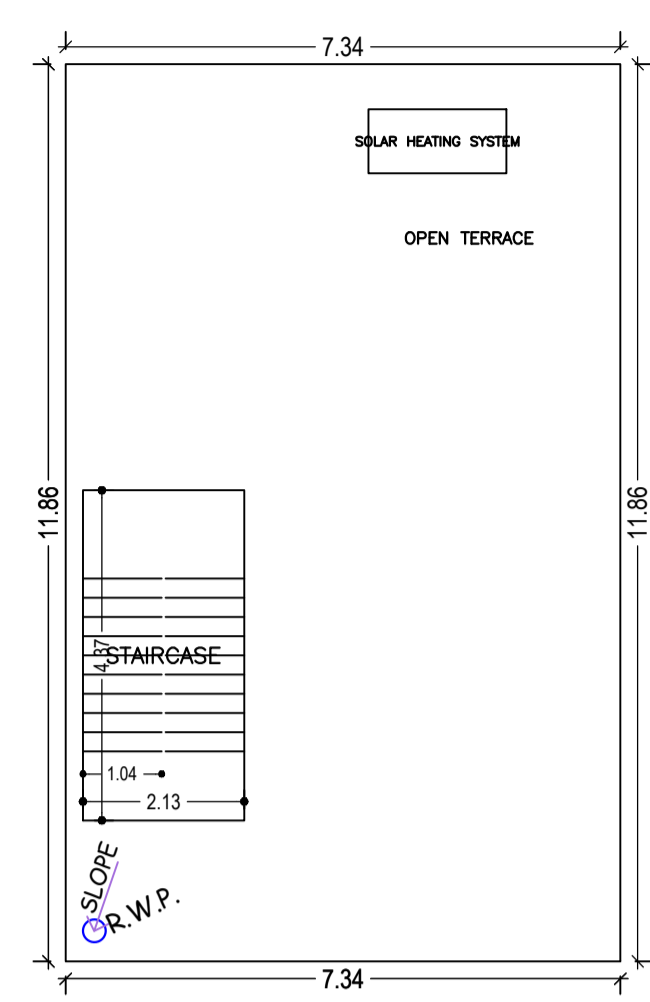 7.34
SOLAR HEATING SYSTEM
OPEN TERRACE
11.86
11.86
4.37
STAIRCASE
1.04
2.13
SLOPE
R.W.P.
7.34